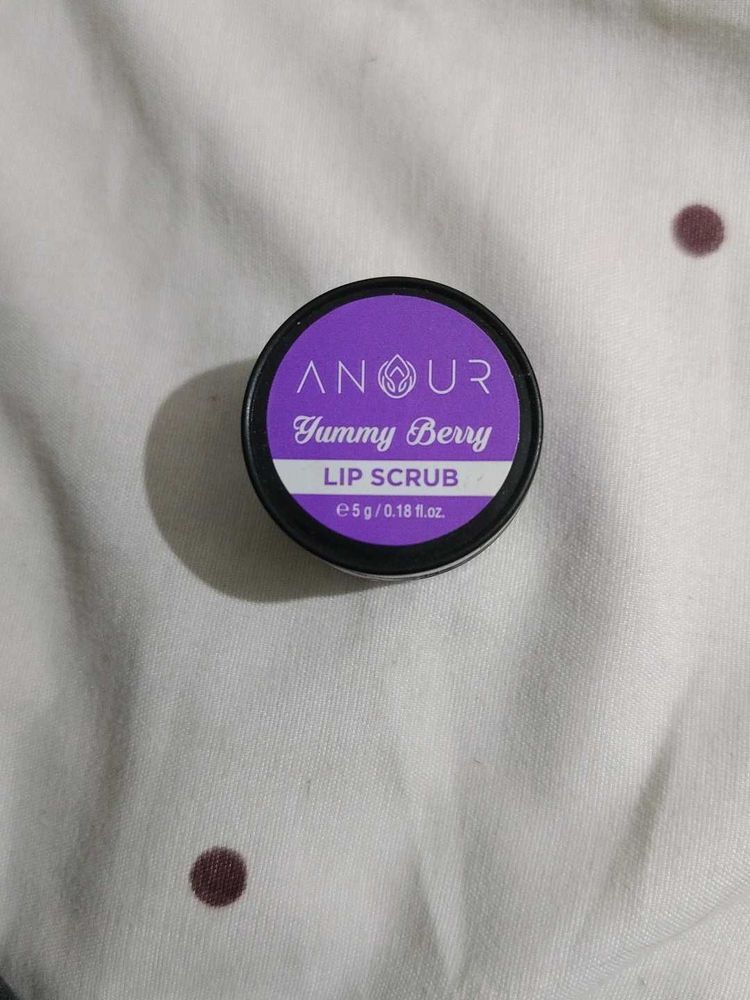 ANOUR
Yummy Berry
LIP SCRUB
℮ 5 g / 0.18 fl.oz.